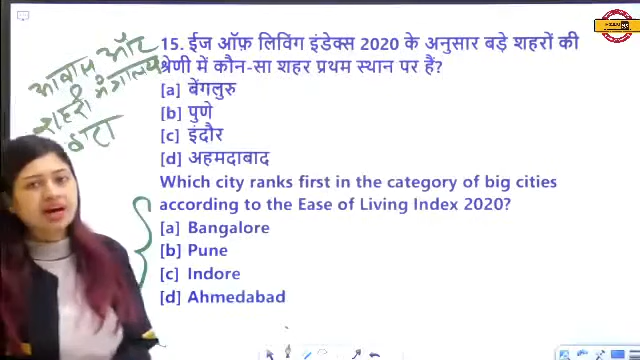 आवास और
शहरी मंत्रालय
द्वारा
15. ईज ऑफ़ लिविंग इंडेक्स 2020 के अनुसार बड़े शहरों की
श्रेणी में कौन-सा शहर प्रथम स्थान पर हैं?
[a] बेंगलुरु
[b] पुणे
[c] इंदौर
[d] अहमदाबाद
Which city ranks first in the category of big cities
according to the Ease of Living Index 2020?
[a] Bangalore
[b] Pune
[c] Indore
[d] Ahmedabad